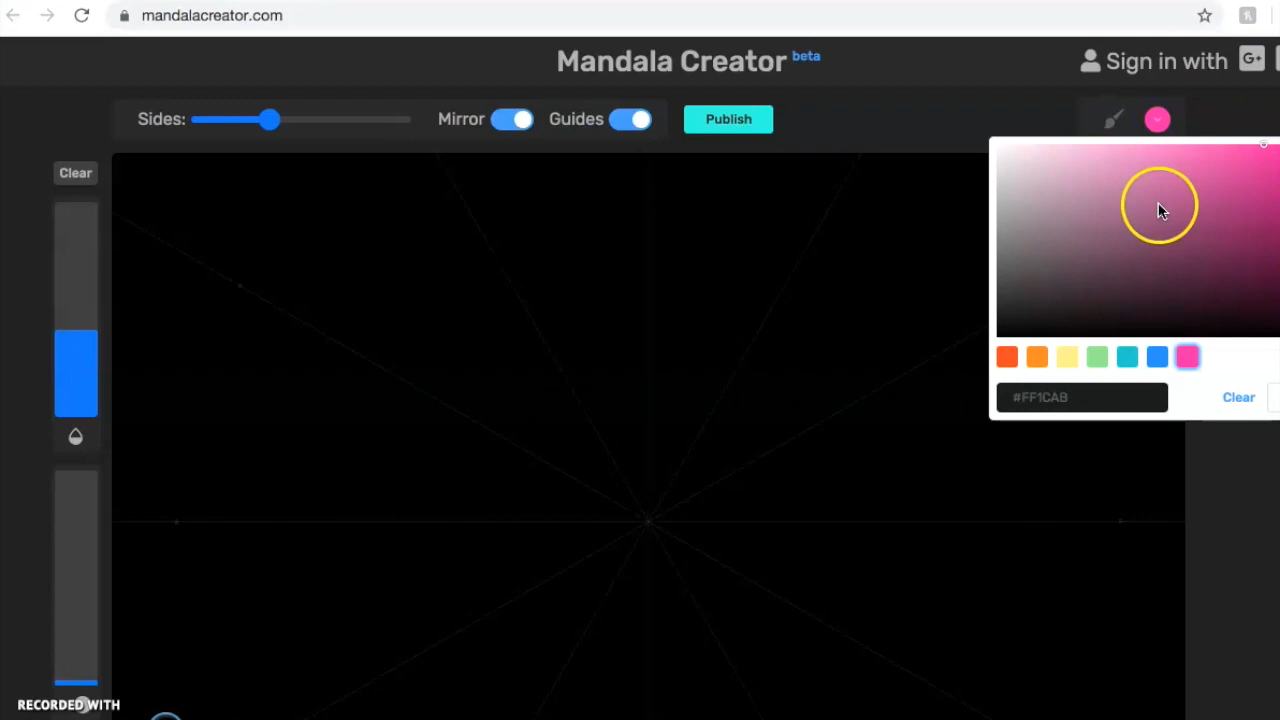 mandalacreator.com
Mandala Creator beta
Sign in with G+
Sides:
Mirror
Guides
Publish
Clear
#FF1CAB
Clear
RECORDED WITH